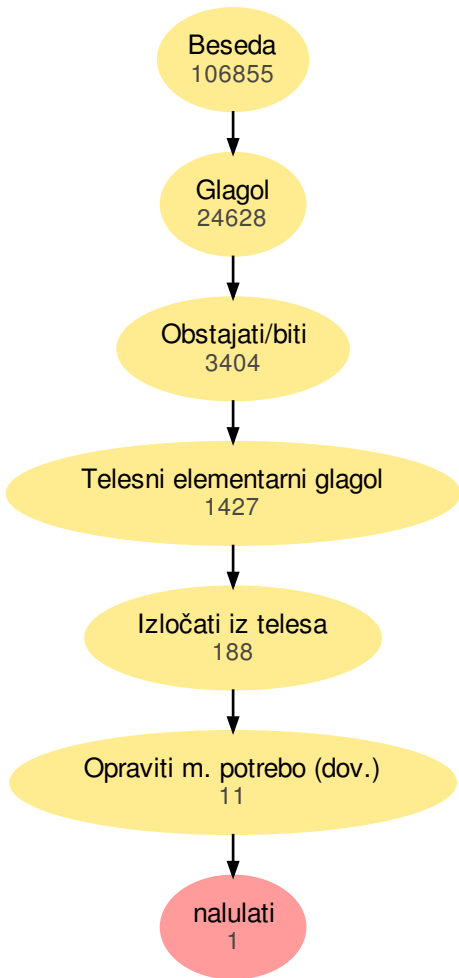 Beseda
106855
Glagol
24628
Obstajati/biti
3404
Telesni elementarni glagol
1427
Izločati iz telesa
188
Opraviti m. potrebo (dov.)
11
nalulati
1